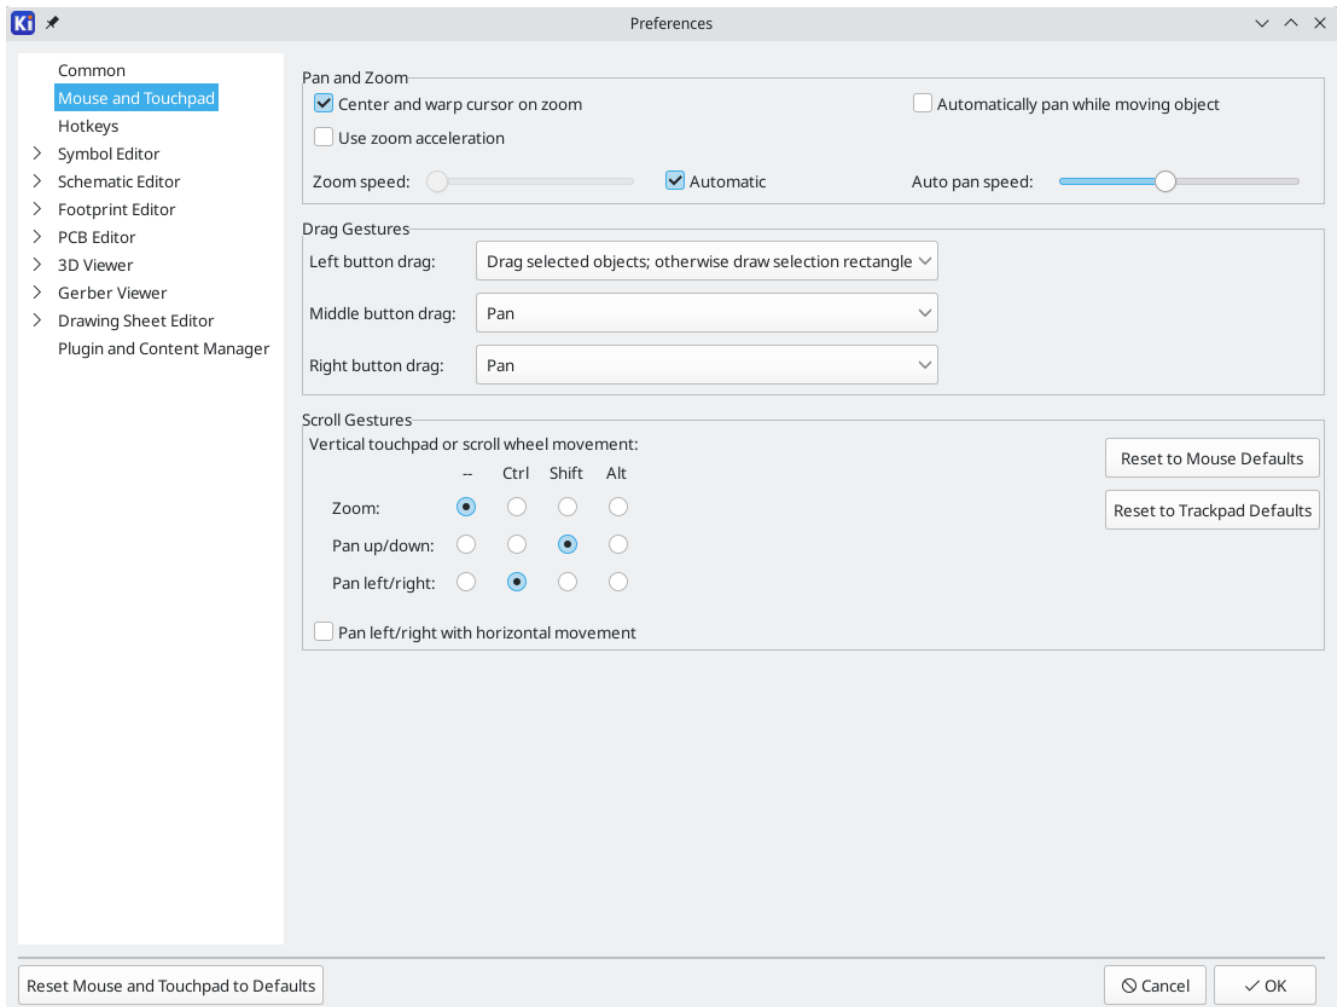 Ki Preferences
Common
Mouse and Touchpad
Hotkeys
Symbol Editor
Schematic Editor
Footprint Editor
PCB Editor
3D Viewer
Gerber Viewer
Drawing Sheet Editor
Plugin and Content Manager
Pan and Zoom
Center and warp cursor on zoom Automatically pan while moving object
Use zoom acceleration
Zoom speed: Automatic Auto pan speed:
Drag Gestures
Left button drag: Drag selected objects; otherwise draw selection rectangle
Middle button drag: Pan
Right button drag: Pan
Scroll Gestures
Vertical touchpad or scroll wheel movement:
-- Ctrl Shift Alt
Zoom:
Pan up/down:
Pan left/right:
Pan left/right with horizontal movement
Reset to Mouse Defaults
Reset to Trackpad Defaults
Reset Mouse and Touchpad to Defaults Cancel OK